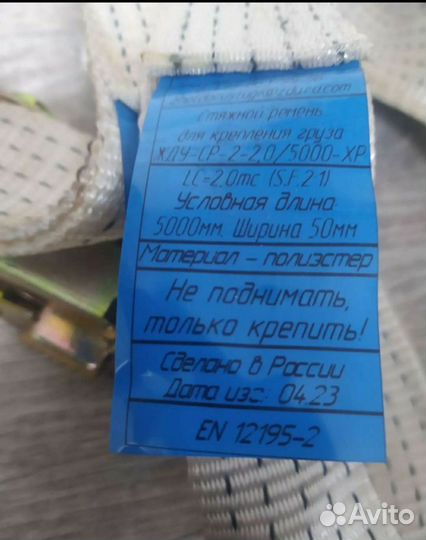 Стяжной ремень
для крепления груза
ЖДЧ-СР-2-2,0/5000-ХР
LC=2,0тс (S.F.2:1)
Условная длина:
5000мм. Ширина 50мм
Материал – полиэстер
Не поднимать,
только крепить!
Сделано в России
Дата изг.: 04.23
EN 12195-2
Avito